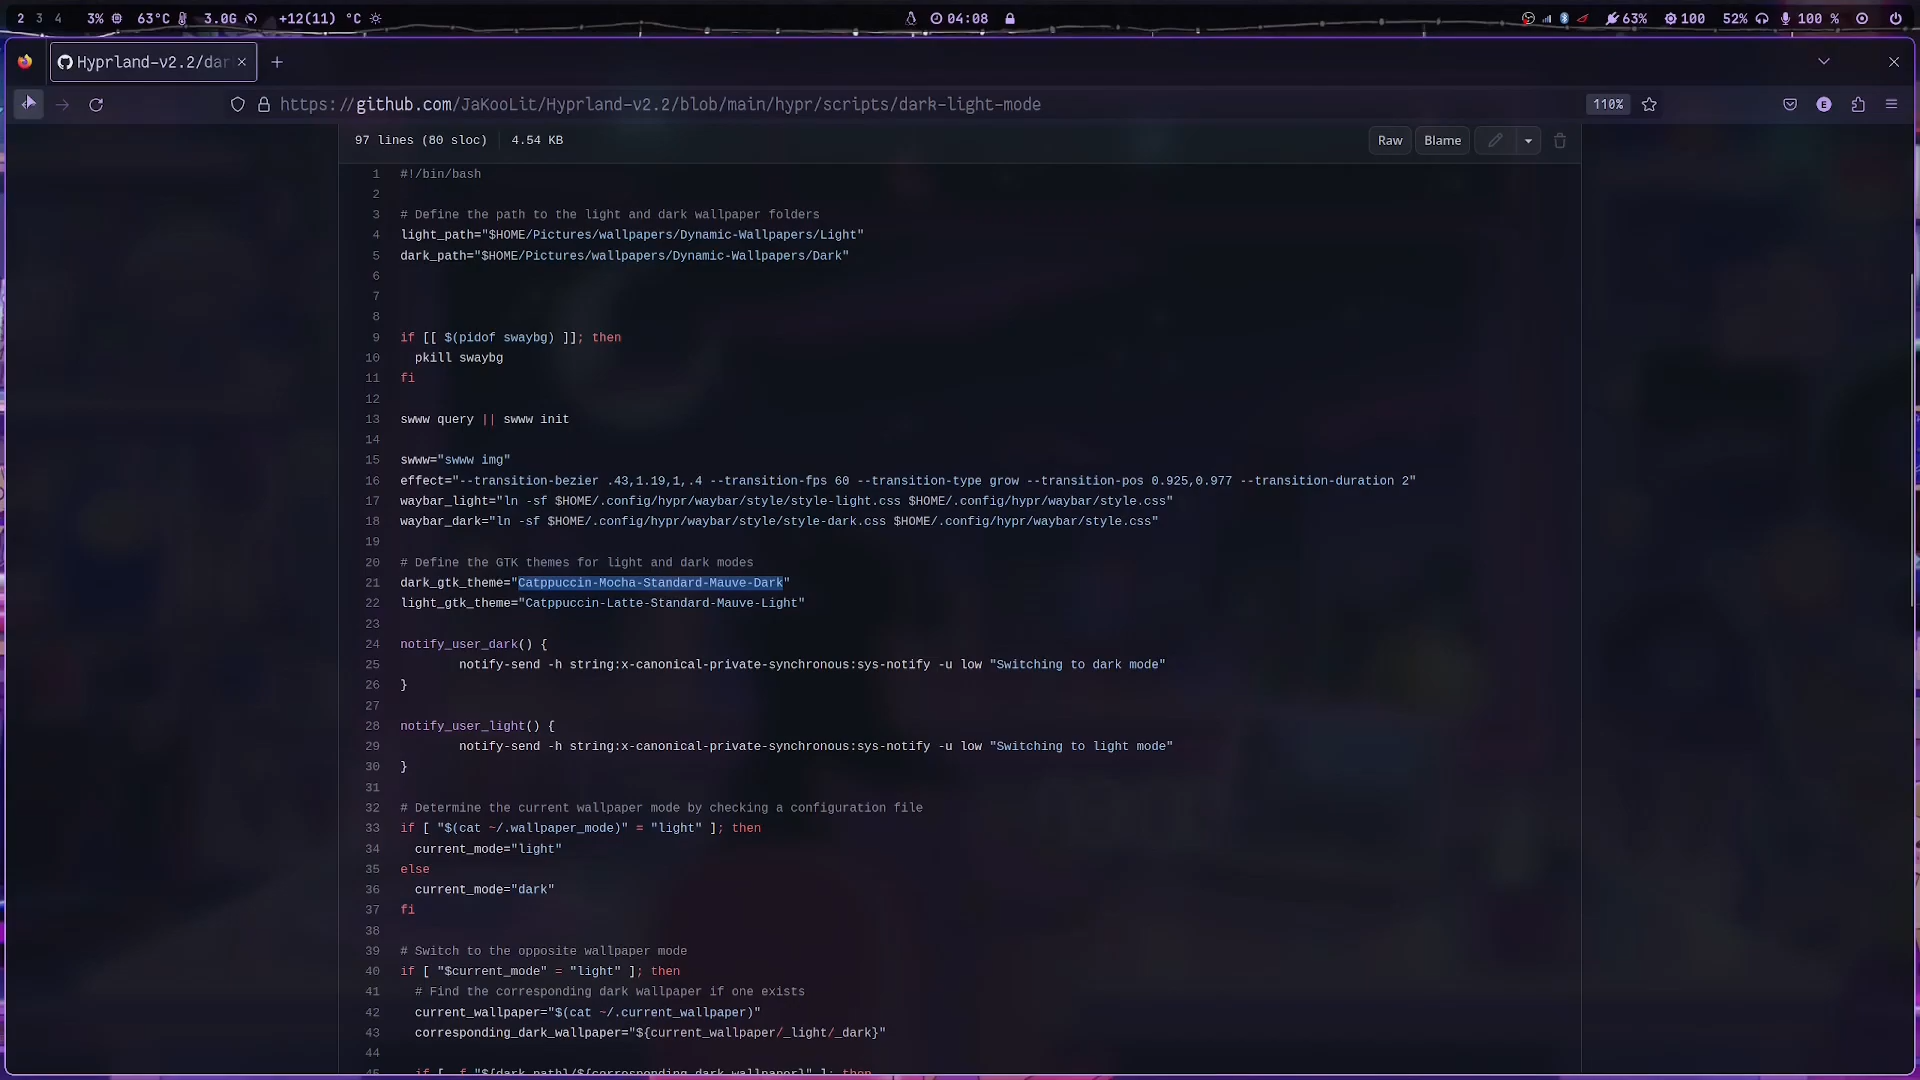 2 3 4 3% 63°C 3.0G +12(11) °C 04:08 63% 100 52% 100 %
Hyprland-v2.2/dar
https://github.com/JaKooLit/Hyprland-v2.2/blob/main/hypr/scripts/dark-light-mode 110% E
97 lines (80 sloc) 4.54 KB Raw Blame
1 #!/bin/bash
2
3 # Define the path to the light and dark wallpaper folders
4 light_path="$HOME/Pictures/wallpapers/Dynamic-Wallpapers/Light"
5 dark_path="$HOME/Pictures/wallpapers/Dynamic-Wallpapers/Dark"
6
7
8
9 if [[ $(pidof swaybg) ]]; then
10 pkill swaybg
11 fi
12
13 swww query || swww init
14
15 swww="swww img"
16 effect="--transition-bezier .43,1.19,1,.4 --transition-fps 60 --transition-type grow --transition-pos 0.925,0.977 --transition-duration 2"
17 waybar_light="ln -sf $HOME/.config/hypr/waybar/style/style-light.css $HOME/.config/hypr/waybar/style.css"
18 waybar_dark="ln -sf $HOME/.config/hypr/waybar/style/style-dark.css $HOME/.config/hypr/waybar/style.css"
19
20 # Define the GTK themes for light and dark modes
21 dark_gtk_theme="Catppuccin-Mocha-Standard-Mauve-Dark"
22 light_gtk_theme="Catppuccin-Latte-Standard-Mauve-Light"
23
24 notify_user_dark() {
25 notify-send -h string:x-canonical-private-synchronous:sys-notify -u low "Switching to dark mode"
26 }
27
28 notify_user_light() {
29 notify-send -h string:x-canonical-private-synchronous:sys-notify -u low "Switching to light mode"
30 }
31
32 # Determine the current wallpaper mode by checking a configuration file
33 if [ "$(cat ~/.wallpaper_mode)" = "light" ]; then
34 current_mode="light"
35 else
36 current_mode="dark"
37 fi
38
39 # Switch to the opposite wallpaper mode
40 if [ "$current_mode" = "light" ]; then
41 # Find the corresponding dark wallpaper if one exists
42 current_wallpaper="$(cat ~/.current_wallpaper)"
43 corresponding_dark_wallpaper="${current_wallpaper/_light/_dark}"
44
45 if [ -f "${dark_path}/${corresponding_dark_wallpaper}" ]; then